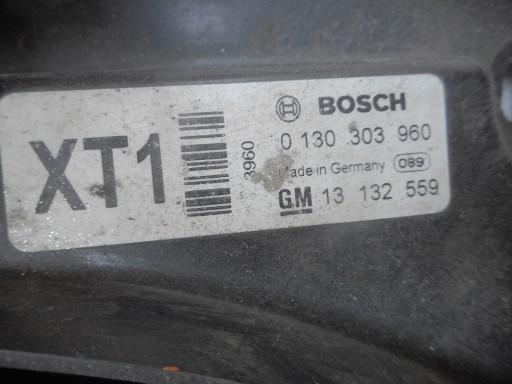 XT1
3960
BOSCH
0 130 303 960
Made in Germany 089
GM 13 132 559